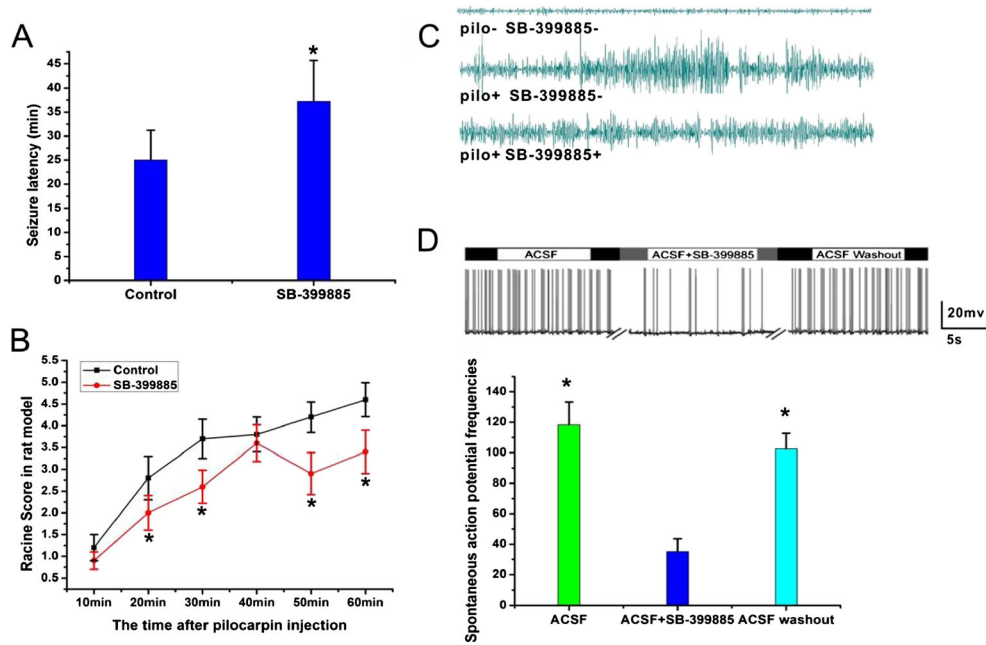 A
45
40
35
30
25
20
15
10
5
0
Seizure latency (min)
*
Control
SB-399885
B
5.5
5.0
4.5
4.0
3.5
3.0
2.5
2.0
1.5
1.0
0.5
Racine Score in rat model
Control
SB-399885
*
*
*
*
10min
20min
30min
40min
50min
60min
The time after pilocarpin injection
C
pilo- SB-399885-
pilo+ SB-399885-
pilo+ SB-399885+
D
ACSF
ACSF+SB-399885
ACSF Washout
20mv
5s
140
120
100
80
60
40
20
0
Spontaneous action potential frequencies
*
*
ACSF
ACSF+SB-399885
ACSF washout